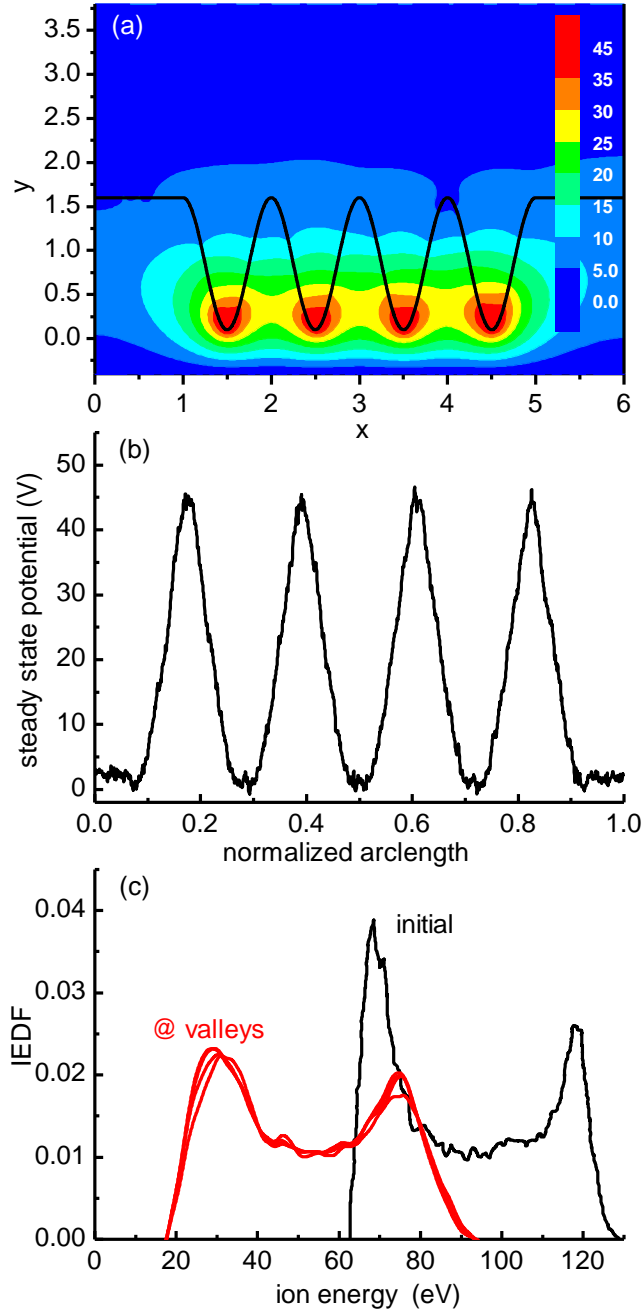 (a)
3.5
3.0
2.5
2.0
1.5
1.0
0.5
0.0
y
45
35
30
25
20
15
10
5.0
0.0
0 1 2 3 4 5 6
x
(b)
50
40
30
20
10
0
steady state potential (V)
0.0 0.2 0.4 0.6 0.8 1.0
normalized arclength
(c)
0.04
0.03
0.02
0.01
0.00
IEDF
initial
@ valleys
0 20 40 60 80 100 120
ion energy (eV)